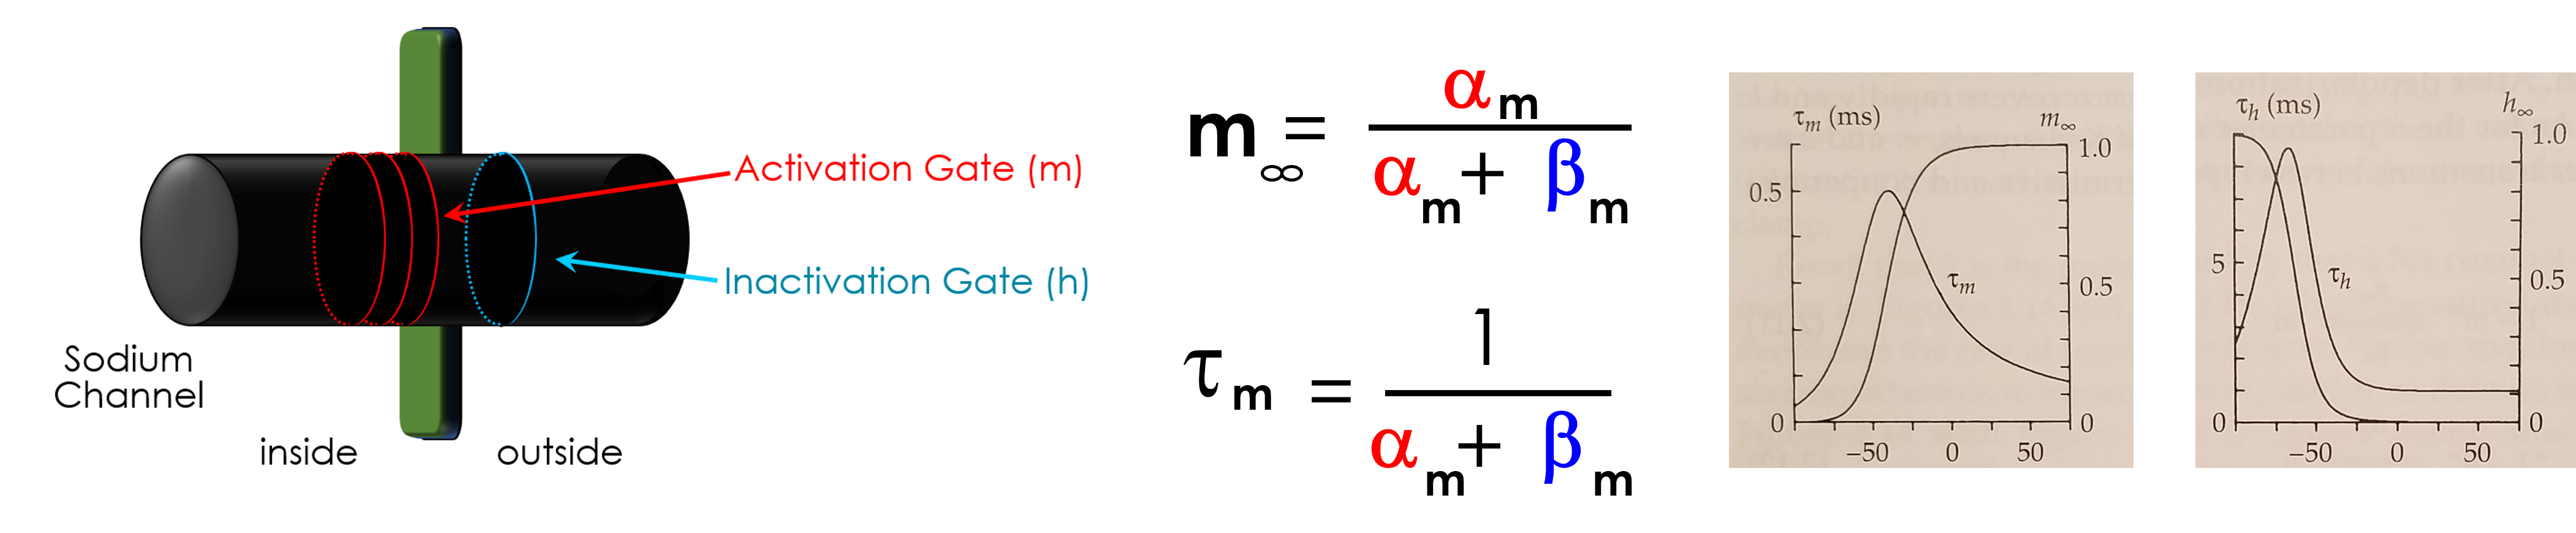 Activation Gate (m)
Inactivation Gate (h)
Sodium
Channel
inside
outside
m∞ = αm / αm + βm
τm = 1 / αm + βm
τm (ms)
m∞
1.0
0.5
0.5
τm
0
0
−50 0 50
τh (ms)
h∞
1.0
5
0.5
τh
0
0
−50 0 50